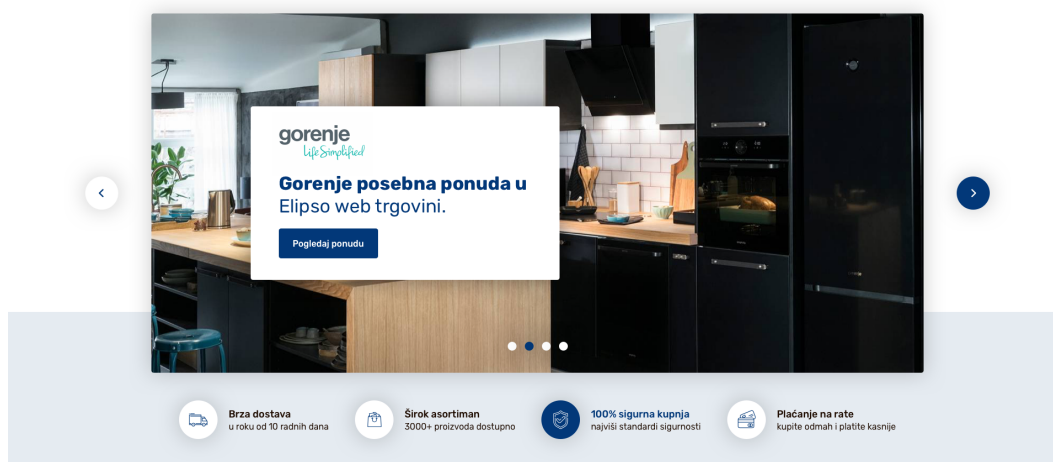 gorenje
Life Simplified
Gorenje posebna ponuda u
Elipso web trgovini.
Pogledaj ponudu
Brza dostava
u roku od 10 radnih dana
Širok asortiman
3000+ proizvoda dostupno
100% sigurna kupnja
najviši standardi sigurnosti
Plaćanje na rate
kupite odmah i platite kasnije